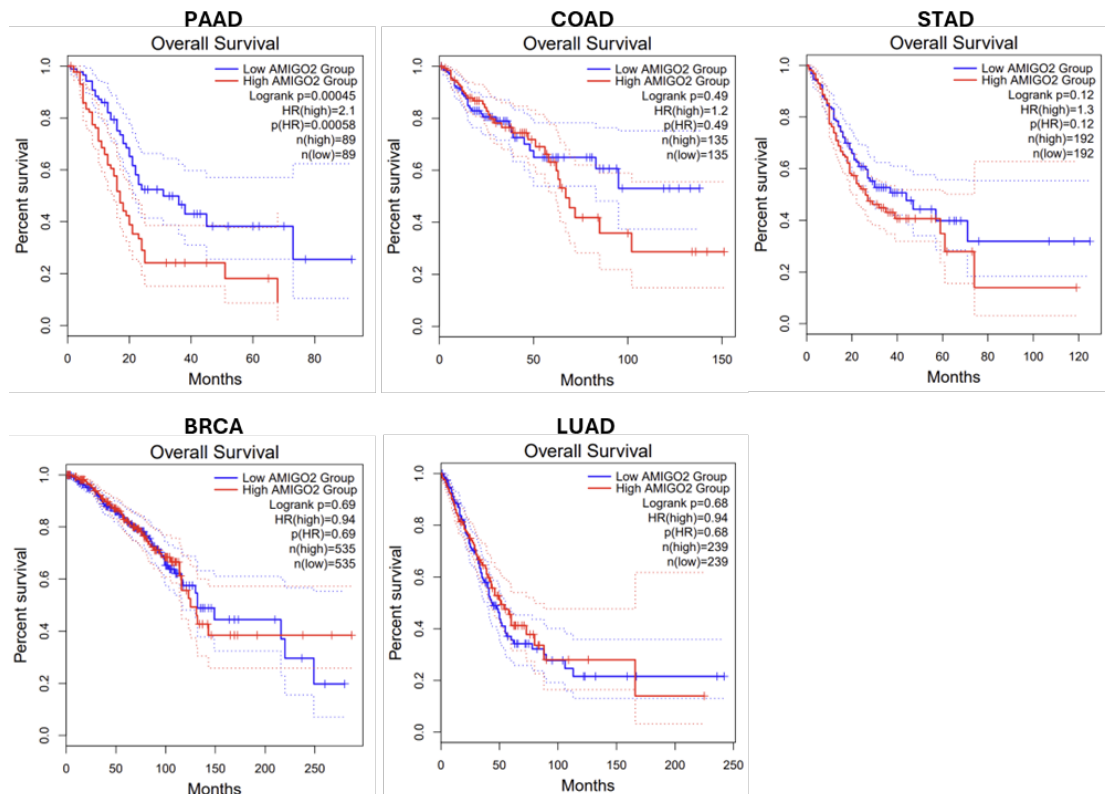 PAAD
Overall Survival
Low AMIGO2 Group
High AMIGO2 Group
Logrank p=0.00045
HR(high)=2.1
p(HR)=0.00058
n(high)=89
n(low)=89
Percent survival
1.0
0.8
0.6
0.4
0.2
0.0
0 20 40 60 80
Months
COAD
Overall Survival
Low AMIGO2 Group
High AMIGO2 Group
Logrank p=0.49
HR(high)=1.2
p(HR)=0.49
n(high)=135
n(low)=135
Percent survival
1.0
0.8
0.6
0.4
0.2
0.0
0 50 100 150
Months
STAD
Overall Survival
Low AMIGO2 Group
High AMIGO2 Group
Logrank p=0.12
HR(high)=1.3
p(HR)=0.12
n(high)=192
n(low)=192
Percent survival
1.0
0.8
0.6
0.4
0.2
0.0
0 20 40 60 80 100 120
Months
BRCA
Overall Survival
Low AMIGO2 Group
High AMIGO2 Group
Logrank p=0.69
HR(high)=0.94
p(HR)=0.69
n(high)=535
n(low)=535
Percent survival
1.0
0.8
0.6
0.4
0.2
0.0
0 50 100 150 200 250
Months
LUAD
Overall Survival
Low AMIGO2 Group
High AMIGO2 Group
Logrank p=0.68
HR(high)=0.94
p(HR)=0.68
n(high)=239
n(low)=239
Percent survival
1.0
0.8
0.6
0.4
0.2
0.0
0 50 100 150 200 250
Months